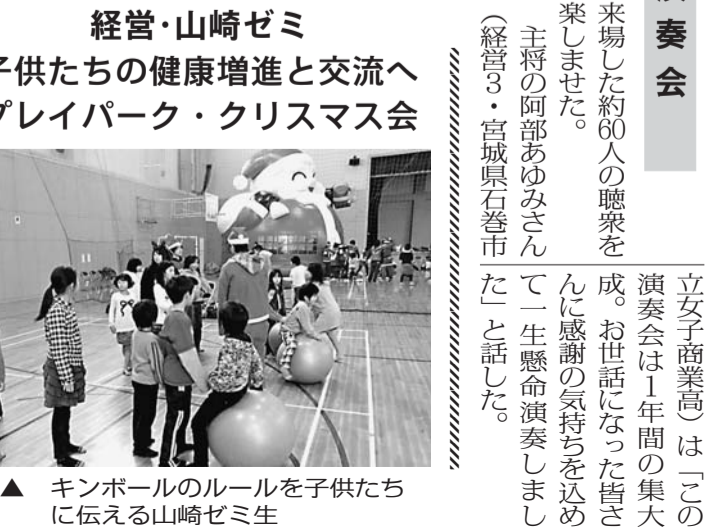 奏会
来場した約60人の聴衆を
楽しませた。
主将の阿部あゆみさん
（経営３・宮城県石巻市
立女子商業高）は「この
演奏会は１年間の集大
成。お世話になった皆さ
んに感謝の気持ちを込め
て一生懸命演奏しまし
た」と話した。
経営・山崎ゼミ
子供たちの健康増進と交流へ
プレイパーク・クリスマス会
▲ キンボールのルールを子供たち
に伝える山崎ゼミ生